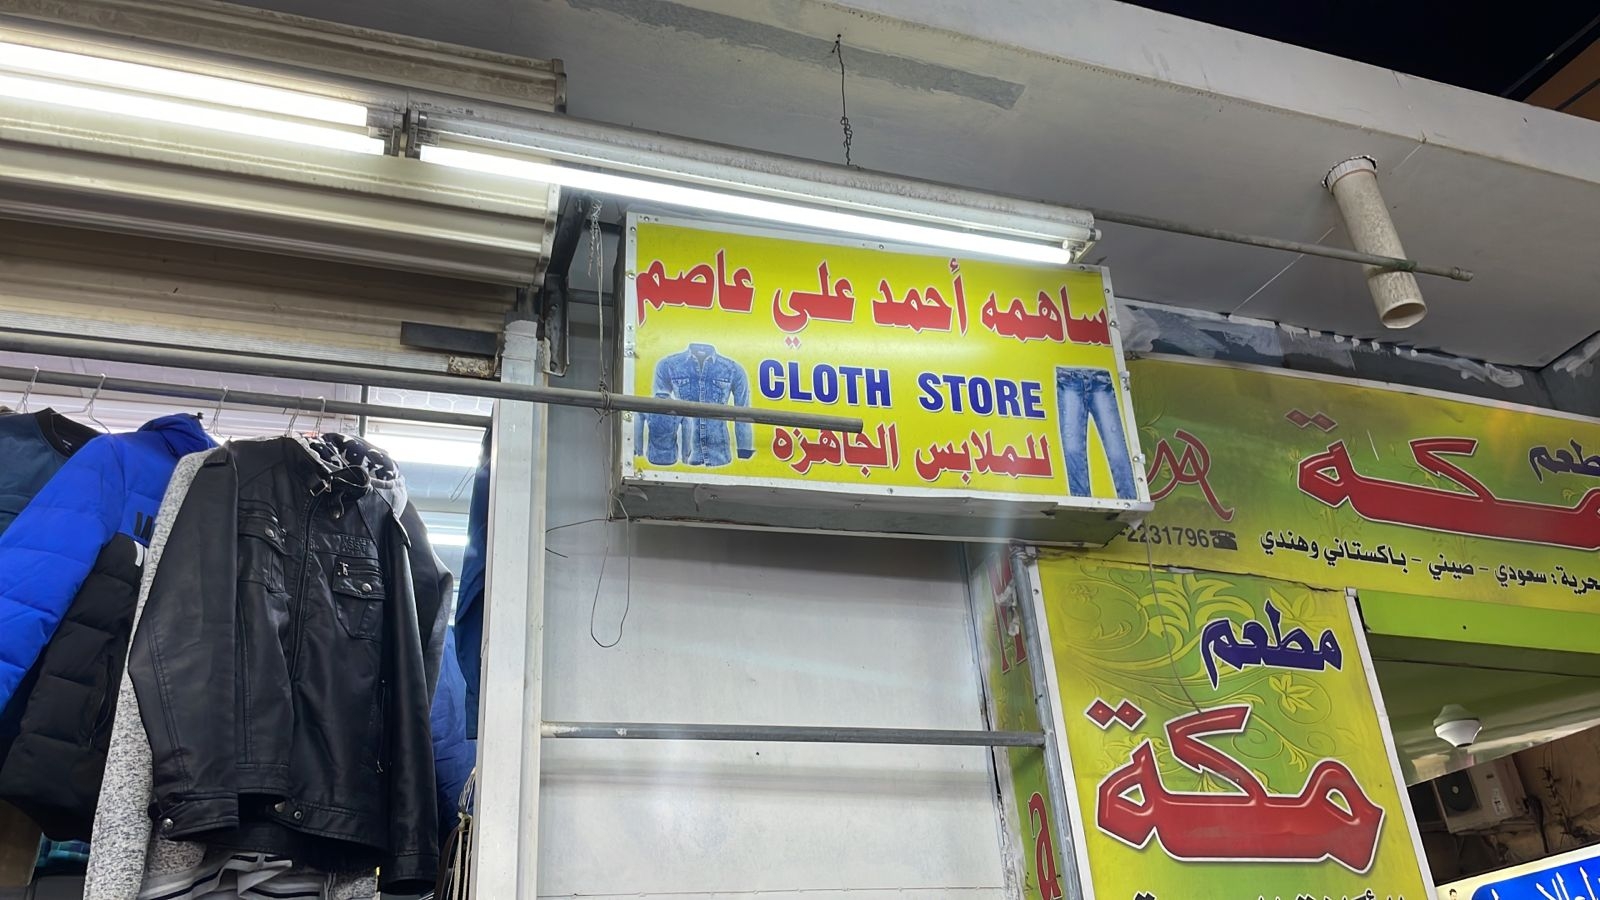 ساهمه أحمد علي عاصم
CLOTH STORE
للملابس الجاهزه
مطعم
مكة
2231796
سعودي - صيني - باكستاني وهندي
مطعم
مكة